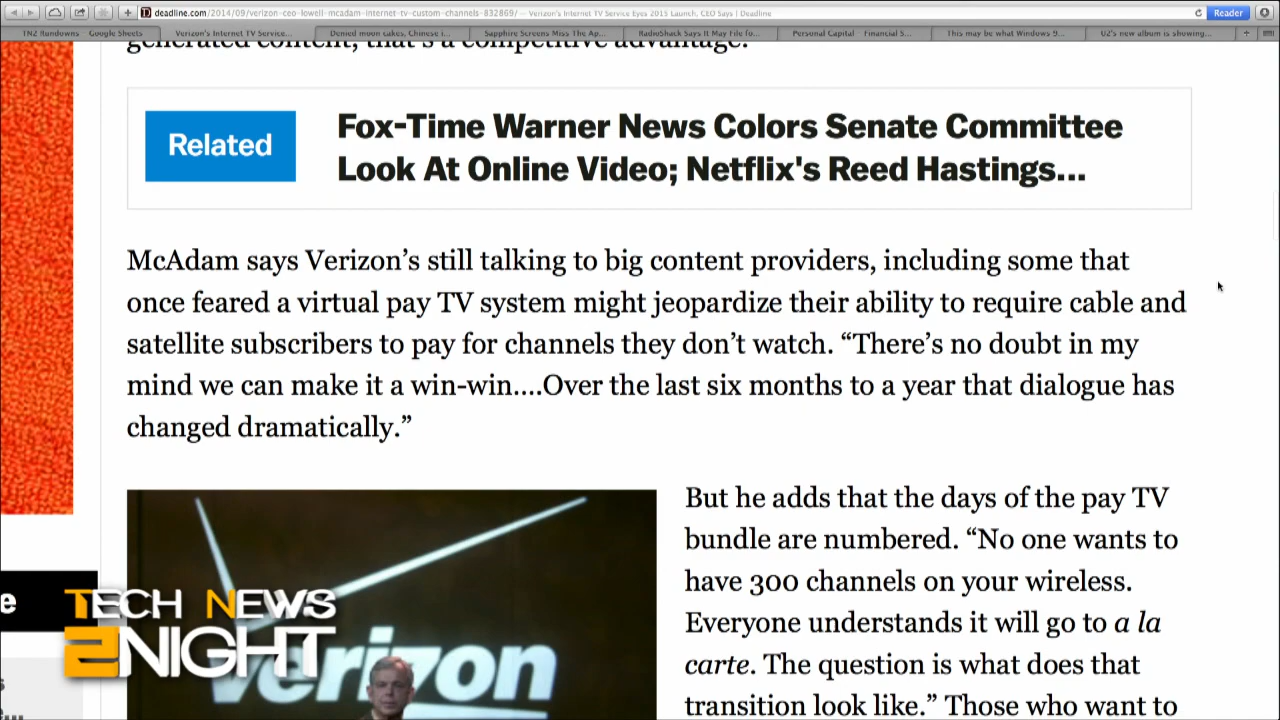 deadline.com/2014/09/verizon-ceo-lowell-mcadam-internet-tv-custom-channels-832869/ — Verizon's Internet TV Service Eyes 2015 Launch, CEO Says | Deadline
Reader
TN2 Rundowns Google Sheets
Verizon's Internet TV Service...
Denied moon cakes, Chinese i...
Sapphire Screens Miss The Ap...
RadioShack Says It May File fo...
Personal Capital Financial S...
This may be what Windows 9...
U2's new album is showing...
generated content, that's a competitive advantage.
Related
Fox-Time Warner News Colors Senate Committee
Look At Online Video; Netflix's Reed Hastings...
McAdam says Verizon’s still talking to big content providers, including some that
once feared a virtual pay TV system might jeopardize their ability to require cable and
satellite subscribers to pay for channels they don’t watch. “There’s no doubt in my
mind we can make it a win-win….Over the last six months to a year that dialogue has
changed dramatically.”
But he adds that the days of the pay TV
bundle are numbered. “No one wants to
have 300 channels on your wireless.
Everyone understands it will go to a la
carte. The question is what does that
transition look like.” Those who want to
verizon
e
TECH NEWS
2NIGHT